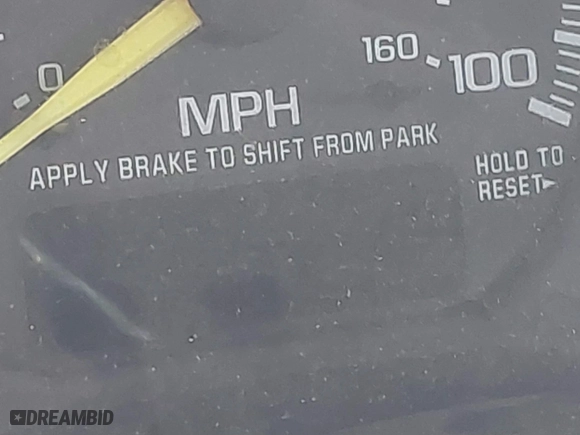 0
160
100
MPH
APPLY BRAKE TO SHIFT FROM PARK
HOLD TO
RESET
DREAMBID